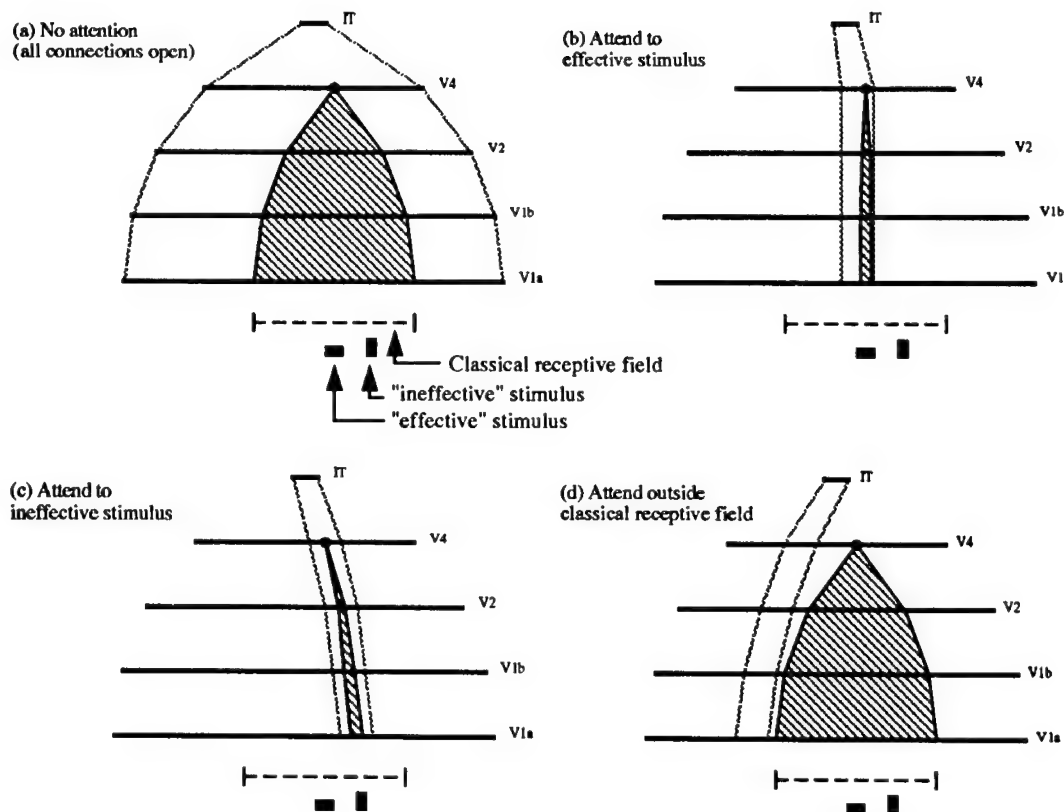 (a) No attention
(all connections open)
IT
V4
V2
V1b
V1a
Classical receptive field
"ineffective" stimulus
"effective" stimulus
(b) Attend to
effective stimulus
IT
V4
V2
V1b
V1
(c) Attend to
ineffective stimulus
IT
V4
V2
V1b
V1a
(d) Attend outside
classical receptive field
IT
V4
V2
V1b
V1a